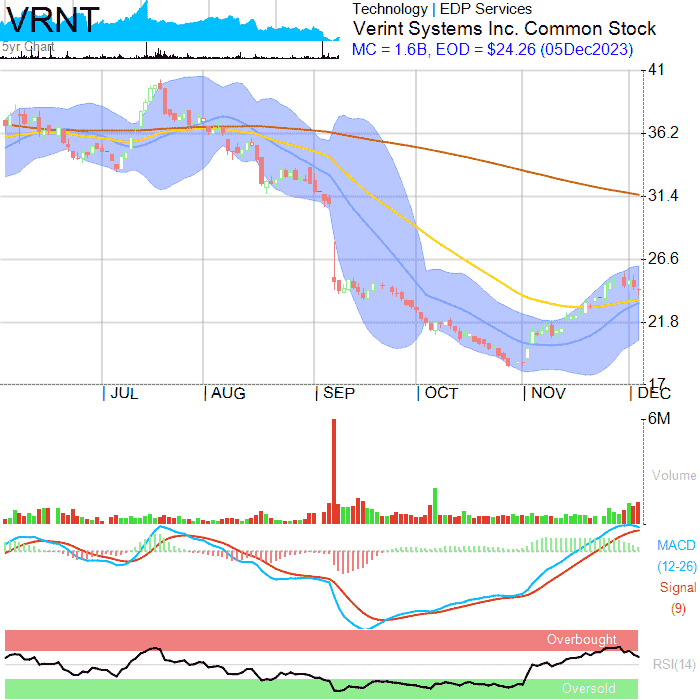 VRNT
5yr Chart
Technology | EDP Services
Verint Systems Inc. Common Stock
MC = 1.6B, EOD = $24.26 (05Dec2023)
41
36.2
31.4
26.6
21.8
17
JUL
AUG
SEP
OCT
NOV
DEC
6M
Volume
MACD
(12-26)
Signal
(9)
Overbought
RSI(14)
Oversold